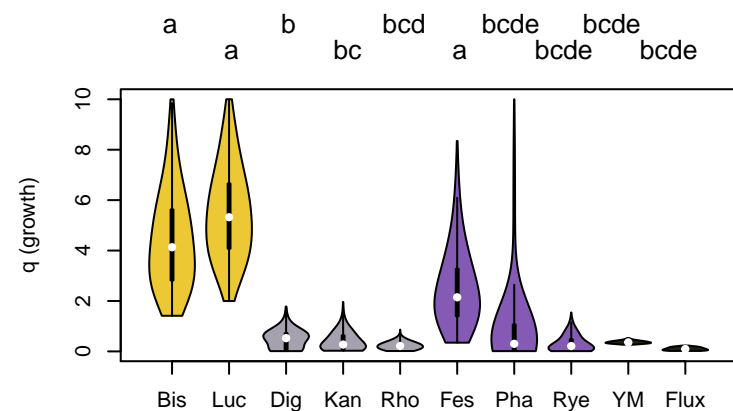 a b bcd bcde bcde
a bc a bcde bcde
q (growth)
10
8
6
4
2
0
Bis Luc Dig Kan Rho Fes Pha Rye YM Flux